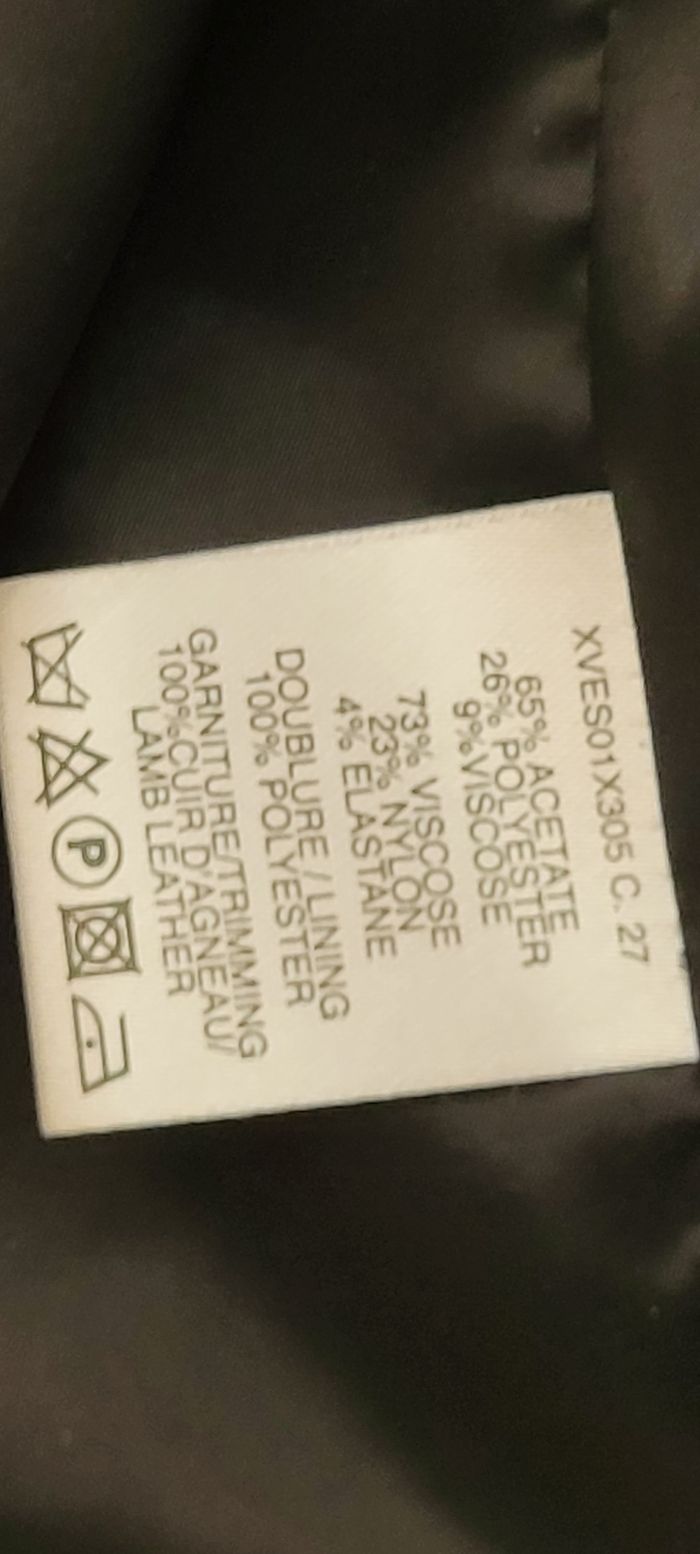 XVES01X305 C. 27
65% ACETATE
26% POLYESTER
9%VISCOSE
73% VISCOSE
23% NYLON
4% ELASTANE
DOUBLURE / LINING
100% POLYESTER
GARNITURE/TRIMMING
100%CUIR D'AGNEAU/
LAMB LEATHER
P